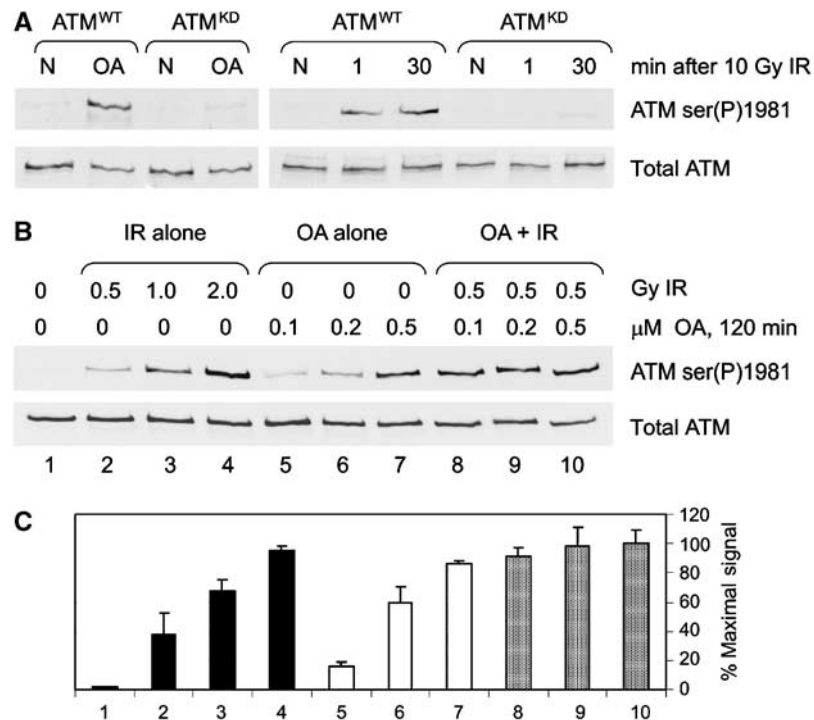 A
ATM^WT ATM^KD ATM^WT ATM^KD
N OA N OA N 1 30 N 1 30 min after 10 Gy IR
ATM ser(P)1981
Total ATM
B
IR alone OA alone OA + IR
0 0.5 1.0 2.0 0 0 0 0.5 0.5 0.5 Gy IR
0 0 0 0 0.1 0.2 0.5 0.1 0.2 0.5 μM OA, 120 min
ATM ser(P)1981
Total ATM
1 2 3 4 5 6 7 8 9 10
C
120
100
80
60
40
20
0
% Maximal signal
1 2 3 4 5 6 7 8 9 10